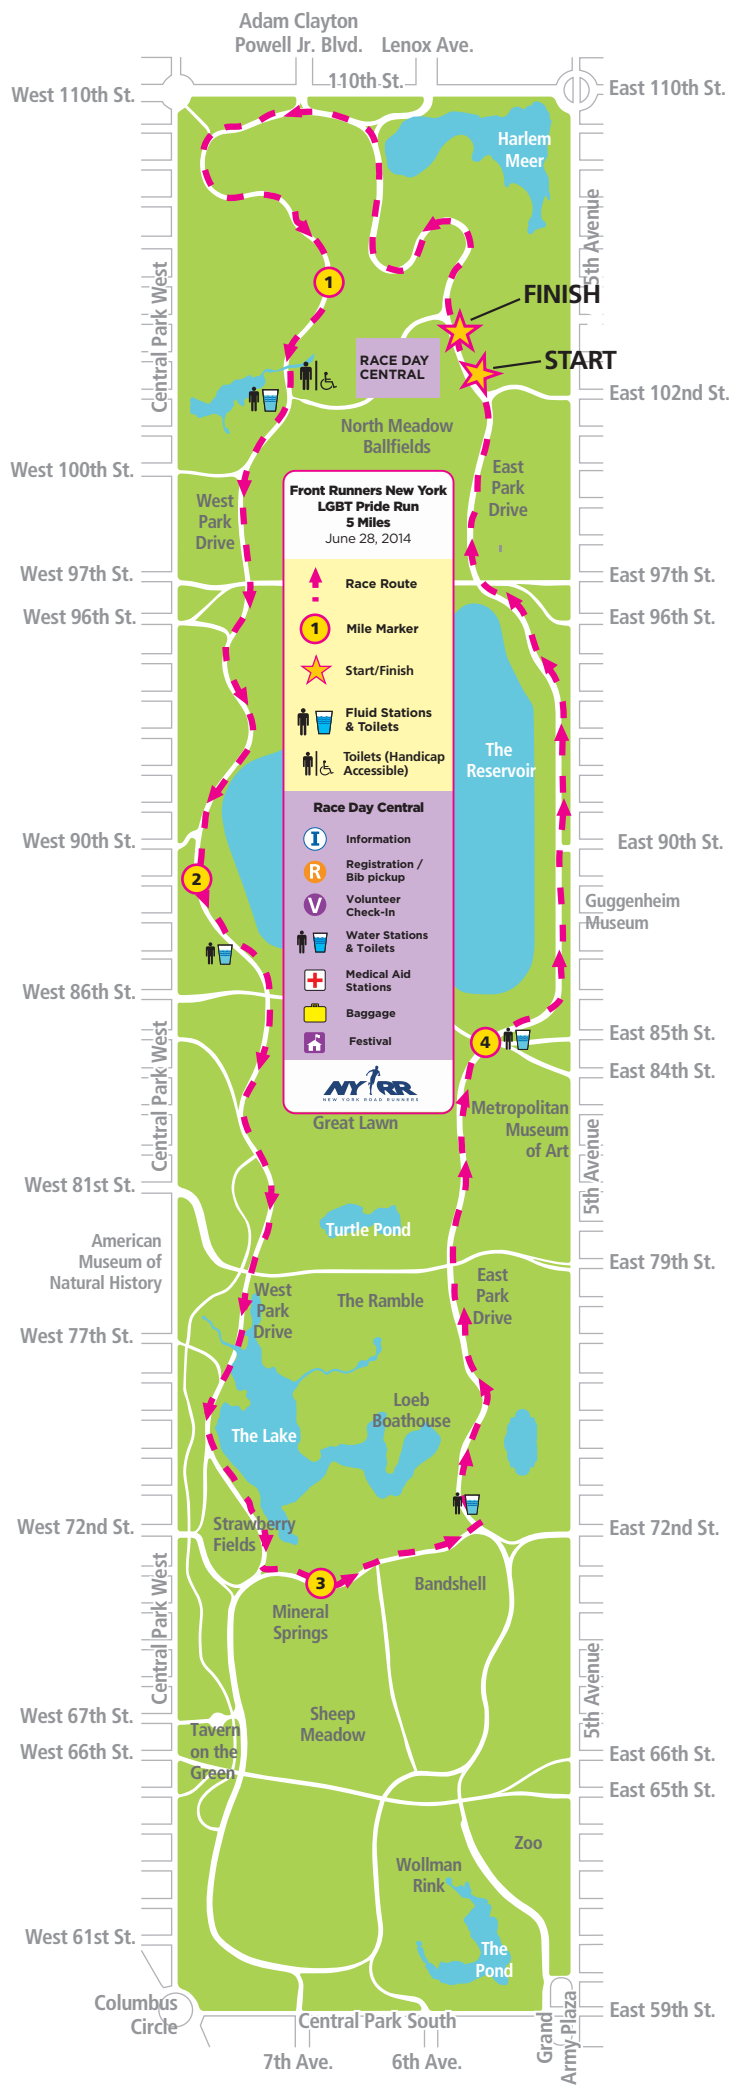 Adam Clayton
Powell Jr. Blvd.
Lenox Ave.
110th St.
West 110th St.
East 110th St.
Harlem
Meer
5th Avenue
Central Park West
1
FINISH
START
RACE DAY
CENTRAL
East 102nd St.
North Meadow
Ballfields
West 100th St.
West
Park
Drive
East
Park
Drive
Front Runners New York
LGBT Pride Run
5 Miles
June 28, 2014
Race Route
1
Mile Marker
Start/Finish
Fluid Stations
& Toilets
Toilets (Handicap
Accessible)
Race Day Central
I
Information
R
Registration /
Bib pickup
V
Volunteer
Check-In
Water Stations
& Toilets
Medical Aid
Stations
Baggage
Festival
NYRR
NEW YORK ROAD RUNNERS
West 97th St.
East 97th St.
West 96th St.
East 96th St.
The
Reservoir
West 90th St.
East 90th St.
2
Guggenheim
Museum
West 86th St.
Central Park West
4
East 85th St.
East 84th St.
Great Lawn
Metropolitan
Museum
of Art
5th Avenue
West 81st St.
American
Museum of
Natural History
Turtle Pond
East 79th St.
West
Park
Drive
The Ramble
East
Park
Drive
West 77th St.
Loeb
Boathouse
The Lake
West 72nd St.
East 72nd St.
Strawberry
Fields
3
Bandshell
Mineral
Springs
Central Park West
5th Avenue
West 67th St.
Sheep
Meadow
Tavern
on the
Green
West 66th St.
East 66th St.
East 65th St.
Zoo
Wollman
Rink
West 61st St.
The
Pond
Columbus
Circle
Central Park South
Grand
Army Plaza
East 59th St.
7th Ave.
6th Ave.